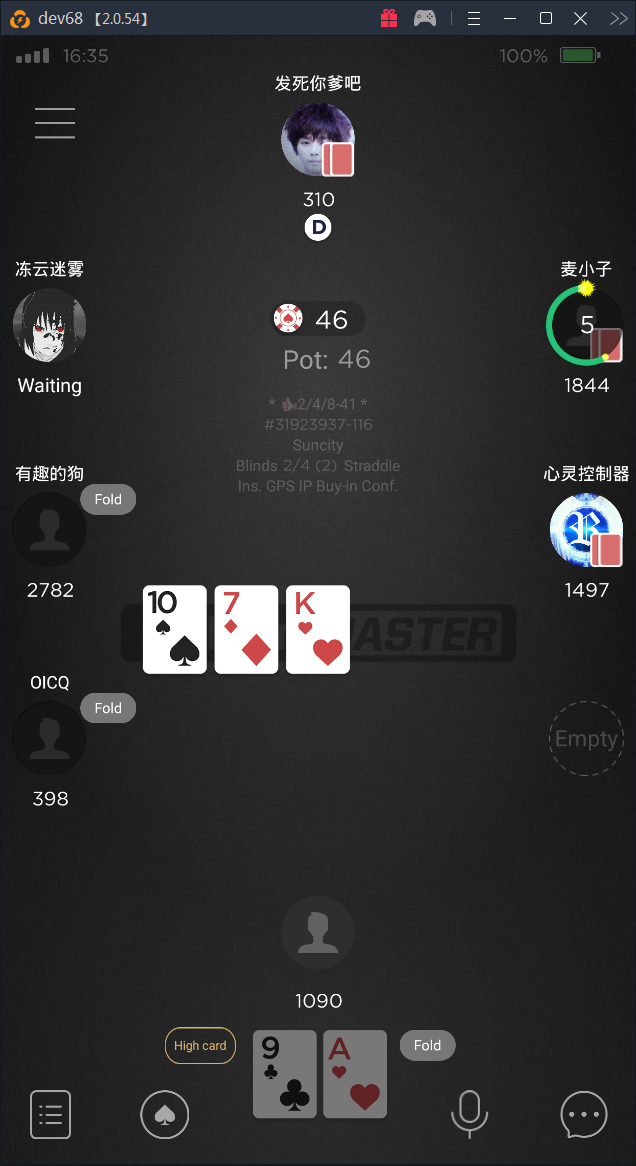 dev68 【2.0.54】
16:35
100%
发死你爹吧
310
D
冻云迷雾
Waiting
46
Pot: 46
麦小子
5
1844
2/4/8-41 *
#31923937-116
Suncity
Blinds 2/4 (2) Straddle
Ins. GPS IP Buy-in Conf.
有趣的狗
Fold
2782
心灵控制器
B
1497
10
7
K
MASTER
OICQ
Fold
398
Empty
1090
High card
9
A
Fold